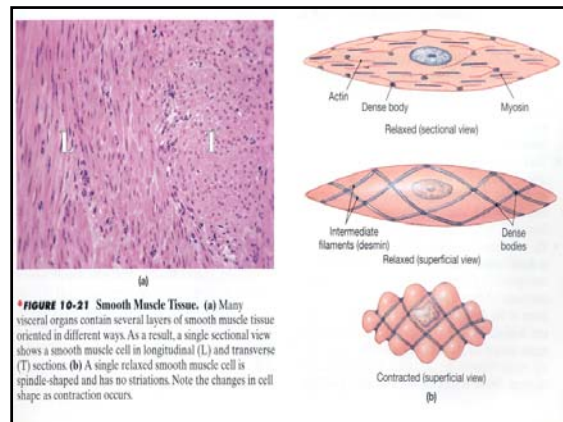 L
T
(a)
•FIGURE 10-21 Smooth Muscle Tissue. (a) Many
visceral organs contain several layers of smooth muscle tissue
oriented in different ways. As a result, a single sectional view
shows a smooth muscle cell in longitudinal (L) and transverse
(T) sections. (b) A single relaxed smooth muscle cell is
spindle-shaped and has no striations. Note the changes in cell
shape as contraction occurs.
Actin
Dense body
Myosin
Relaxed (sectional view)
Intermediate
filaments (desmin)
Dense
bodies
Relaxed (superficial view)
Contracted (superficial view)
(b)